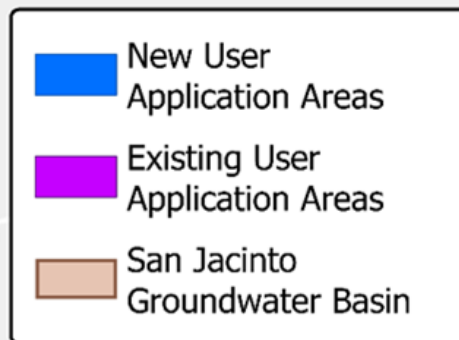 New User
Application Areas
Existing User
Application Areas
San Jacinto
Groundwater Basin